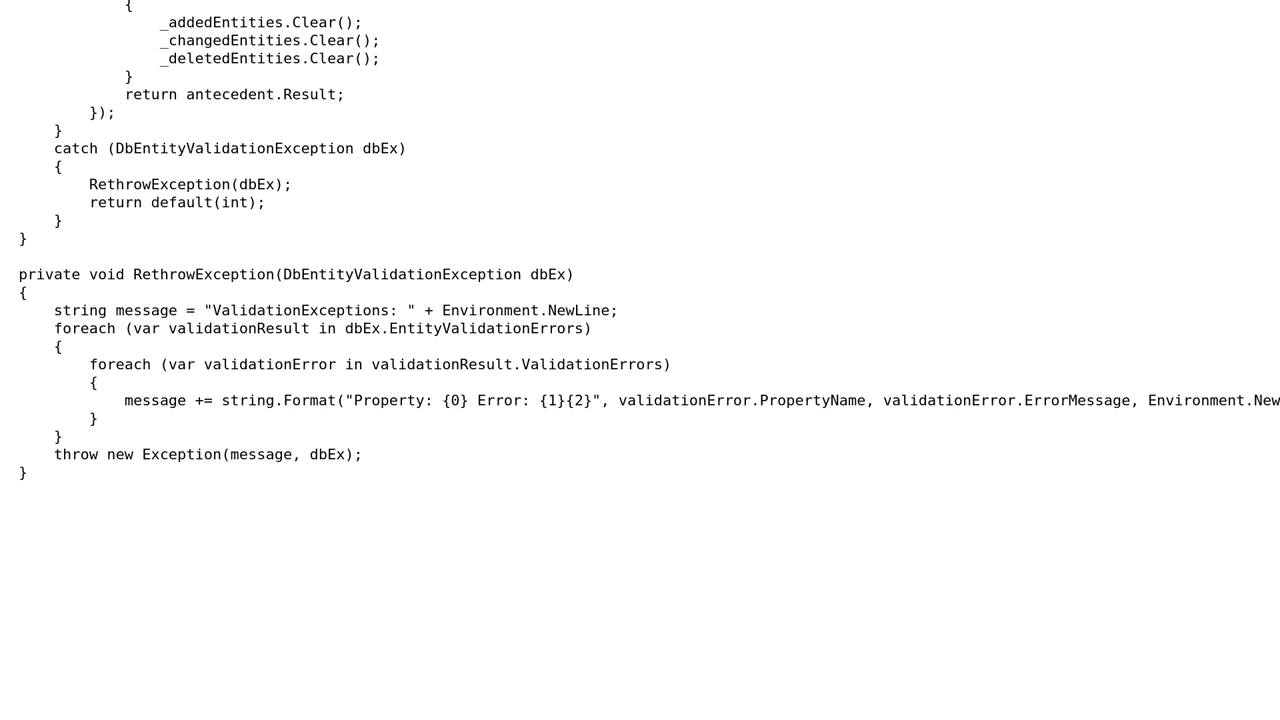 {
_addedEntities.Clear();
_changedEntities.Clear();
_deletedEntities.Clear();
}
return antecedent.Result;
});
}
catch (DbEntityValidationException dbEx)
{
RethrowException(dbEx);
return default(int);
}
}
private void RethrowException(DbEntityValidationException dbEx)
{
string message = "ValidationExceptions: " + Environment.NewLine;
foreach (var validationResult in dbEx.EntityValidationErrors)
{
foreach (var validationError in validationResult.ValidationErrors)
{
message += string.Format("Property: {0} Error: {1}{2}", validationError.PropertyName, validationError.ErrorMessage, Environment.New
}
}
throw new Exception(message, dbEx);
}